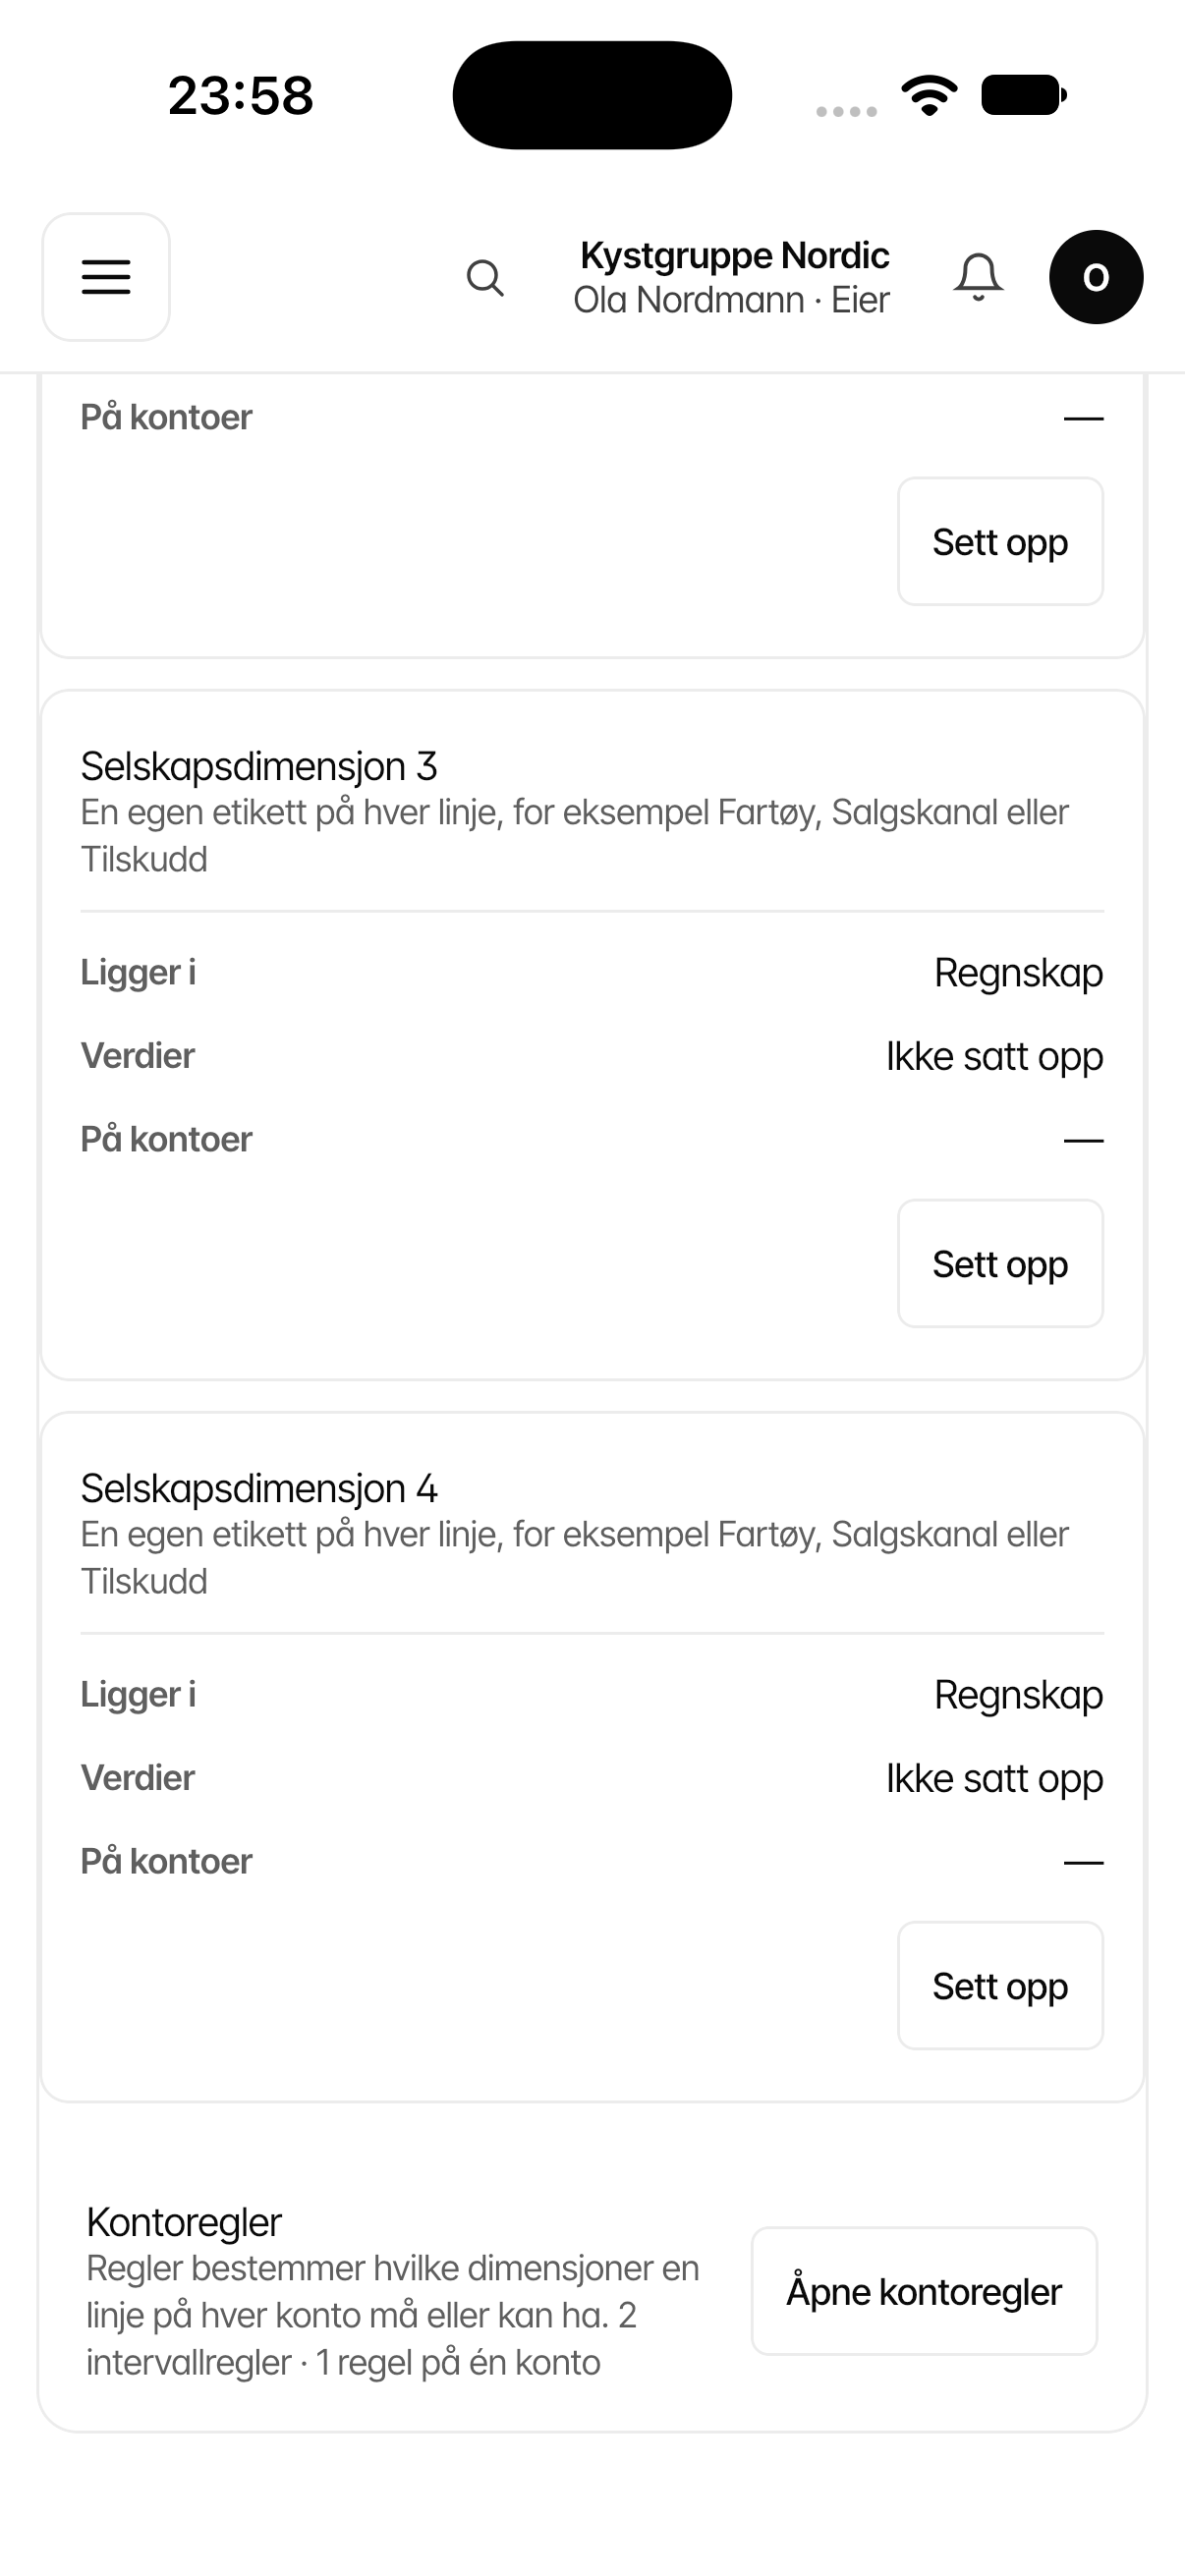 23:58
Kystgruppe Nordic
Ola Nordmann · Eier
O
På kontoer
—
Sett opp
Selskapsdimensjon 3
En egen etikett på hver linje, for eksempel Fartøy, Salgskanal eller
Tilskudd
Ligger i
Regnskap
Verdier
Ikke satt opp
På kontoer
—
Sett opp
Selskapsdimensjon 4
En egen etikett på hver linje, for eksempel Fartøy, Salgskanal eller
Tilskudd
Ligger i
Regnskap
Verdier
Ikke satt opp
På kontoer
—
Sett opp
Kontoregler
Regler bestemmer hvilke dimensjoner en
linje på hver konto må eller kan ha. 2
intervallregler · 1 regel på én konto
Åpne kontoregler